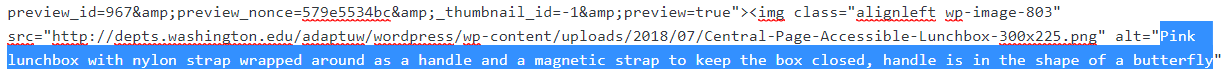 preview_id=967&amp;preview_nonce=579e5534bc&amp;_thumbnail_id=-1&amp;preview=true"><img class="alignleft wp-image-803"
src="http://depts.washington.edu/adaptuw/wordpress/wp-content/uploads/2018/07/Central-Page-Accessible-Lunchbox-300x225.png" alt="Pink
lunchbox with nylon strap wrapped around as a handle and a magnetic strap to keep the box closed, handle is in the shape of a butterfly"